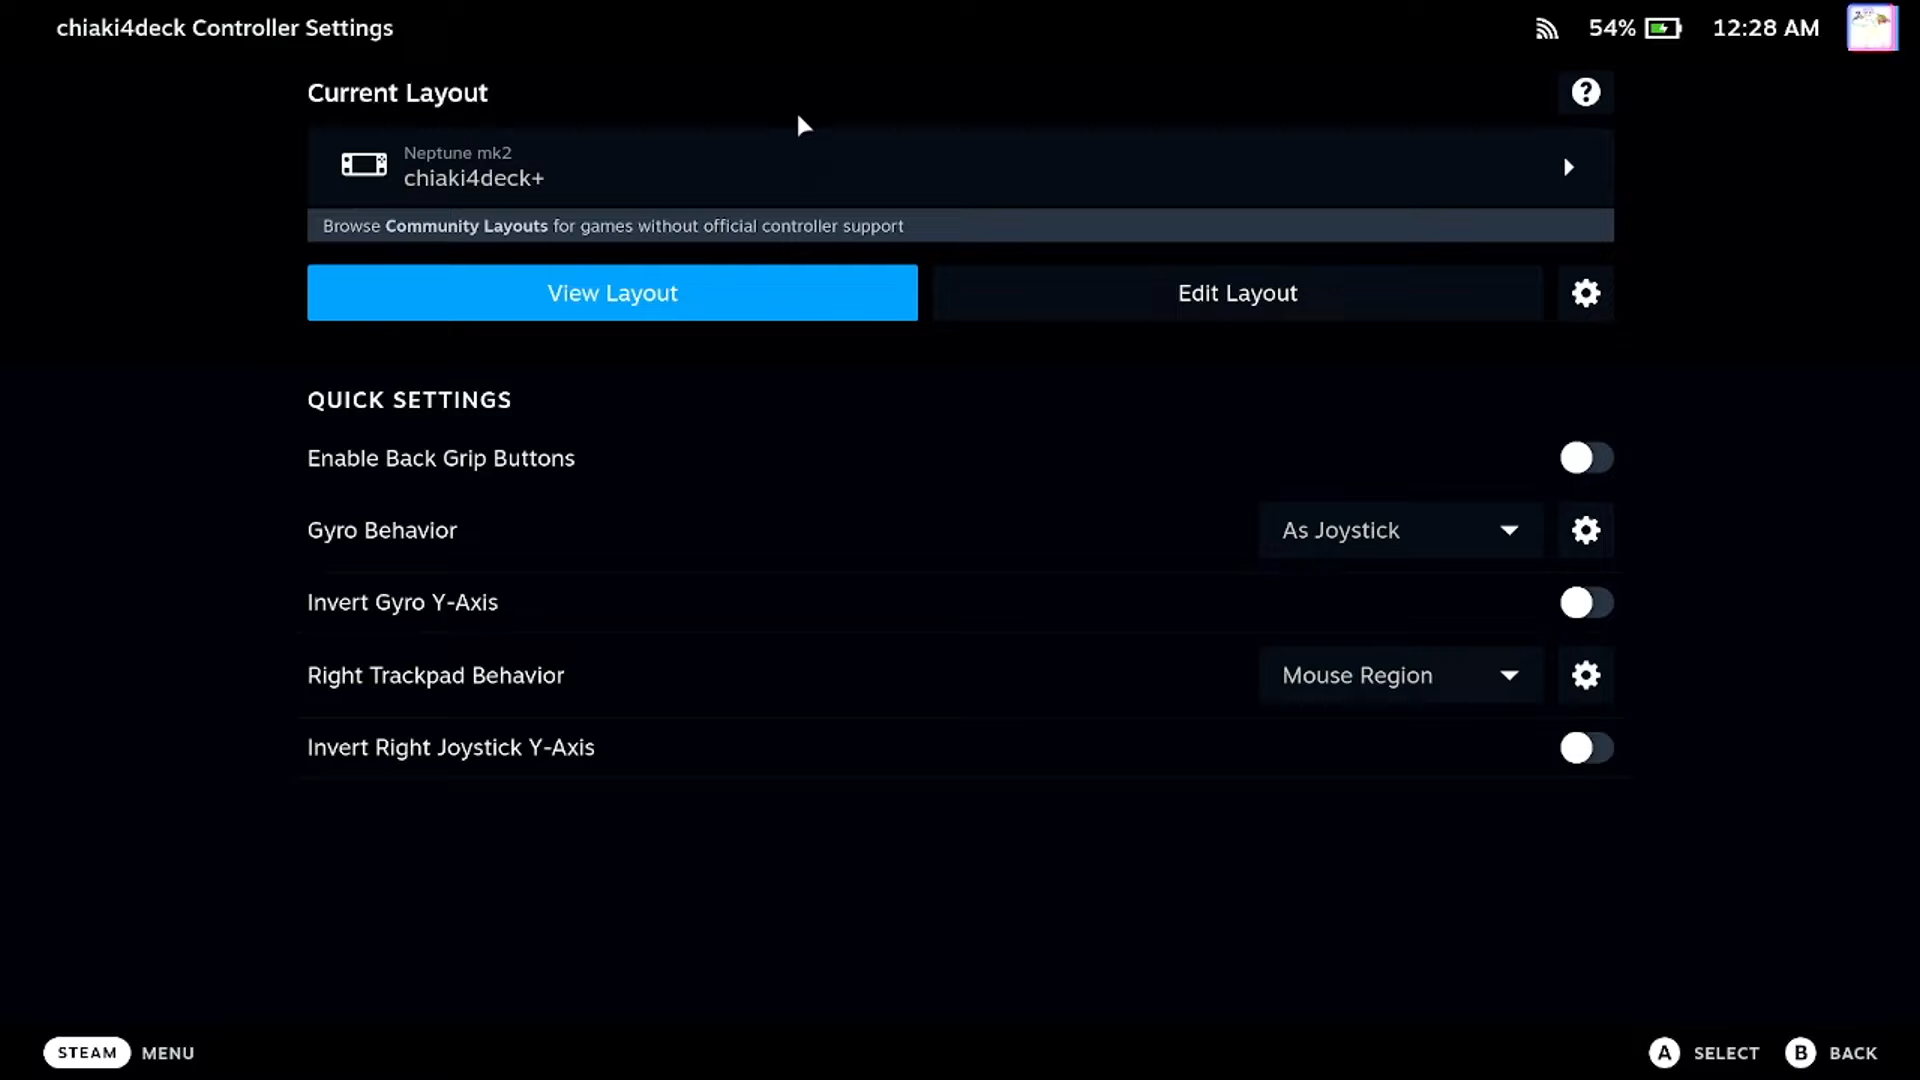 chiaki4deck Controller Settings
54%
12:28 AM
Current Layout
?
Neptune mk2
chiaki4deck+
Browse Community Layouts for games without official controller support
View Layout
Edit Layout
QUICK SETTINGS
Enable Back Grip Buttons
Gyro Behavior
As Joystick
Invert Gyro Y-Axis
Right Trackpad Behavior
Mouse Region
Invert Right Joystick Y-Axis
STEAM MENU
A SELECT B BACK